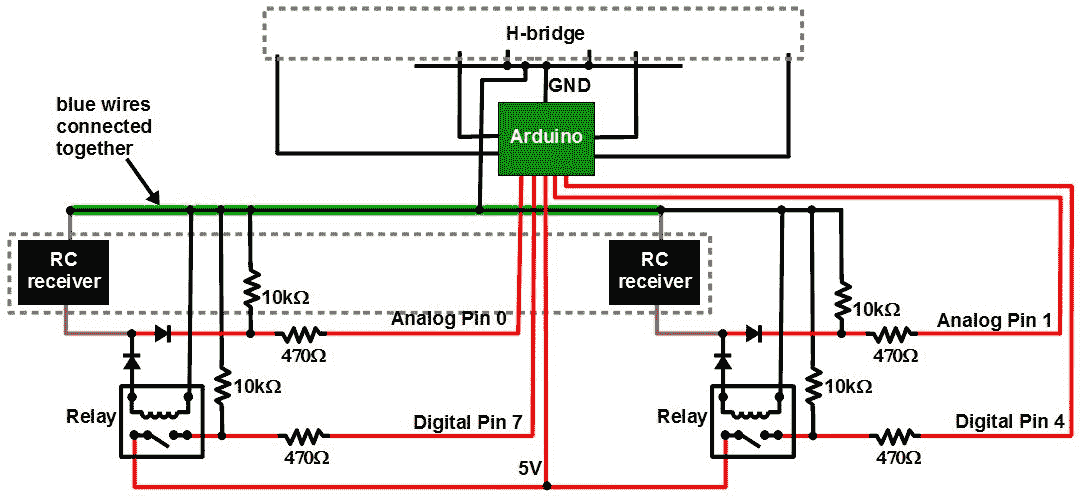 H-bridge
GND
blue wires
connected
together
Arduino
RC
receiver
RC
receiver
10kΩ
10kΩ
Analog Pin 0
Analog Pin 1
470Ω
470Ω
10kΩ
10kΩ
Relay
Digital Pin 7
Relay
Digital Pin 4
470Ω
470Ω
5V